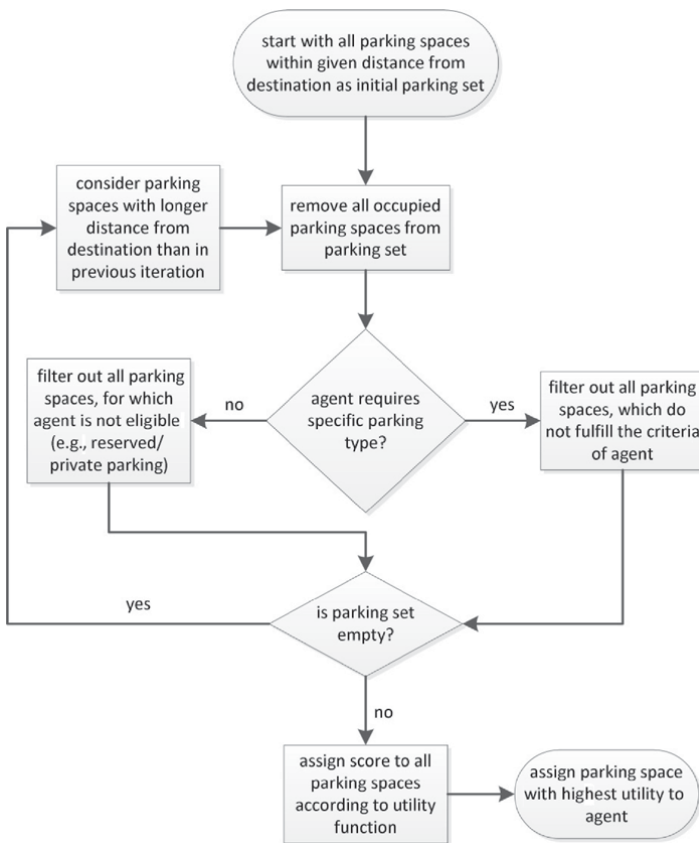 start with all parking spaces
within given distance from
destination as initial parking set
consider parking
spaces with longer
distance from
destination than in
previous iteration
remove all occupied
parking spaces from
parking set
filter out all parking
spaces, for which
agent is not eligible
(e.g., reserved/
private parking)
no
agent requires
specific parking
type?
yes
filter out all parking
spaces, which do
not fulfill the criteria
of agent
yes
is parking set
empty?
no
assign score to all
parking spaces
according to utility
function
assign parking space
with highest utility to
agent